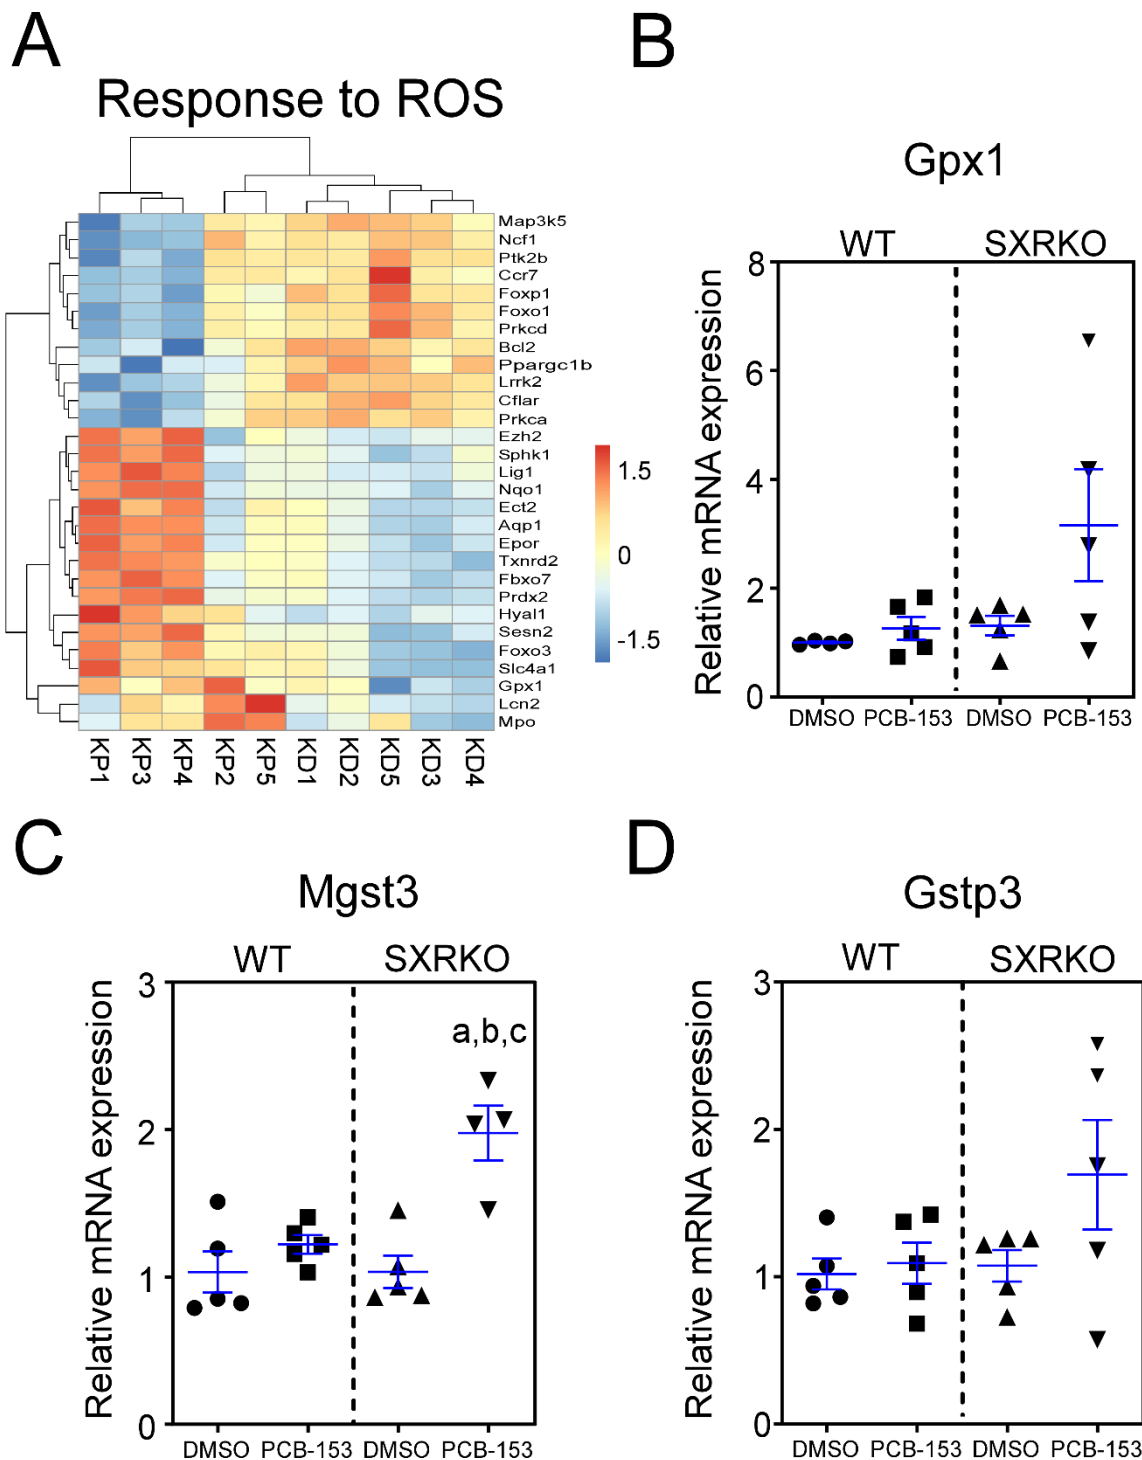 A
Response to ROS
Map3k5
Ncf1
Ptk2b
Ccr7
Foxp1
Foxo1
Prkcd
Bcl2
Ppargc1b
Lrrk2
Cflar
Prkca
Ezh2
Sphk1
Lig1
Nqo1
Ect2
Aqp1
Epor
Txnrd2
Fbxo7
Prdx2
Hyal1
Sesn2
Foxo3
Slc4a1
Gpx1
Lcn2
Mpo
KP1 KP3 KP4 KP2 KP5 KD1 KD2 KD5 KD3 KD4
1.5
0
-1.5
B
Gpx1
WT SXRKO
Relative mRNA expression
8
6
4
2
0
DMSO PCB-153 DMSO PCB-153
C
Mgst3
WT SXRKO
Relative mRNA expression
3
2
1
0
a,b,c
DMSO PCB-153 DMSO PCB-153
D
Gstp3
WT SXRKO
Relative mRNA expression
3
2
1
0
DMSO PCB-153 DMSO PCB-153